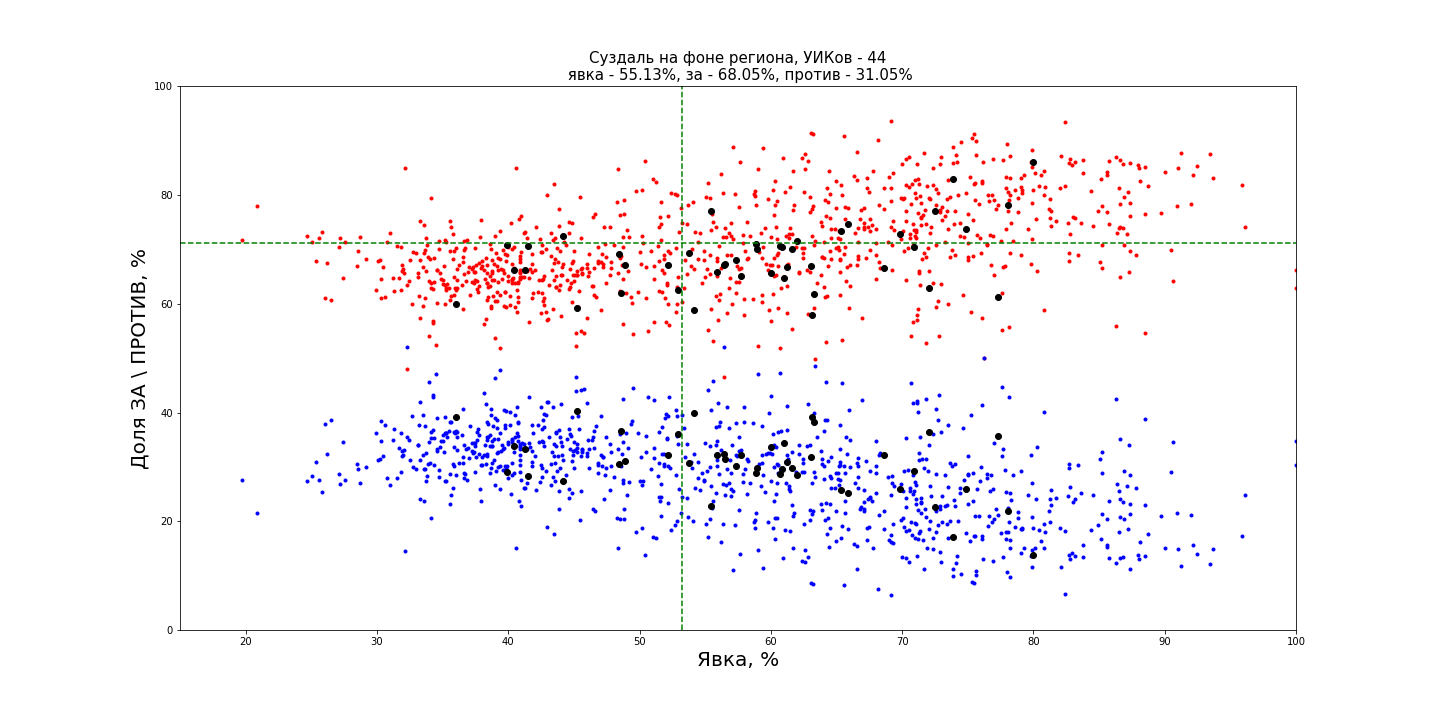 Суздаль на фоне региона, УИКов - 44
явка - 55.13%, за - 68.05%, против - 31.05%
Доля ЗА \ ПРОТИВ, %
100
80
60
40
20
0
20 30 40 50 60 70 80 90 100
Явка, %